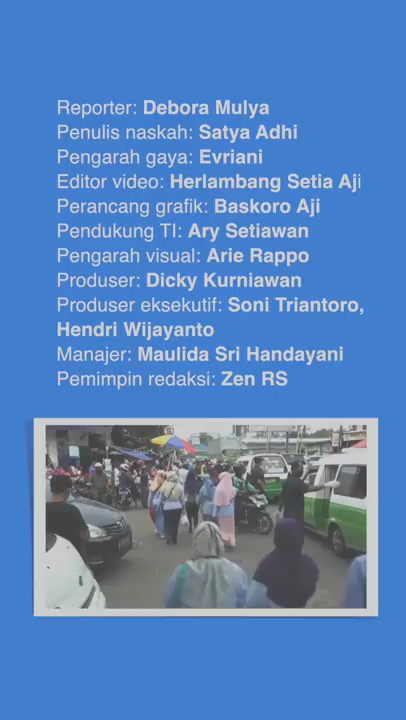 Reporter: Debora Mulya
Penulis naskah: Satya Adhi
Pengarah gaya: Evriani
Editor video: Herlambang Setia Aji
Perancang grafik: Baskoro Aji
Pendukung TI: Ary Setiawan
Pengarah visual: Arie Rappo
Produser: Dicky Kurniawan
Produser eksekutif: Soni Triantoro,
Hendri Wijayanto
Manajer: Maulida Sri Handayani
Pemimpin redaksi: Zen RS